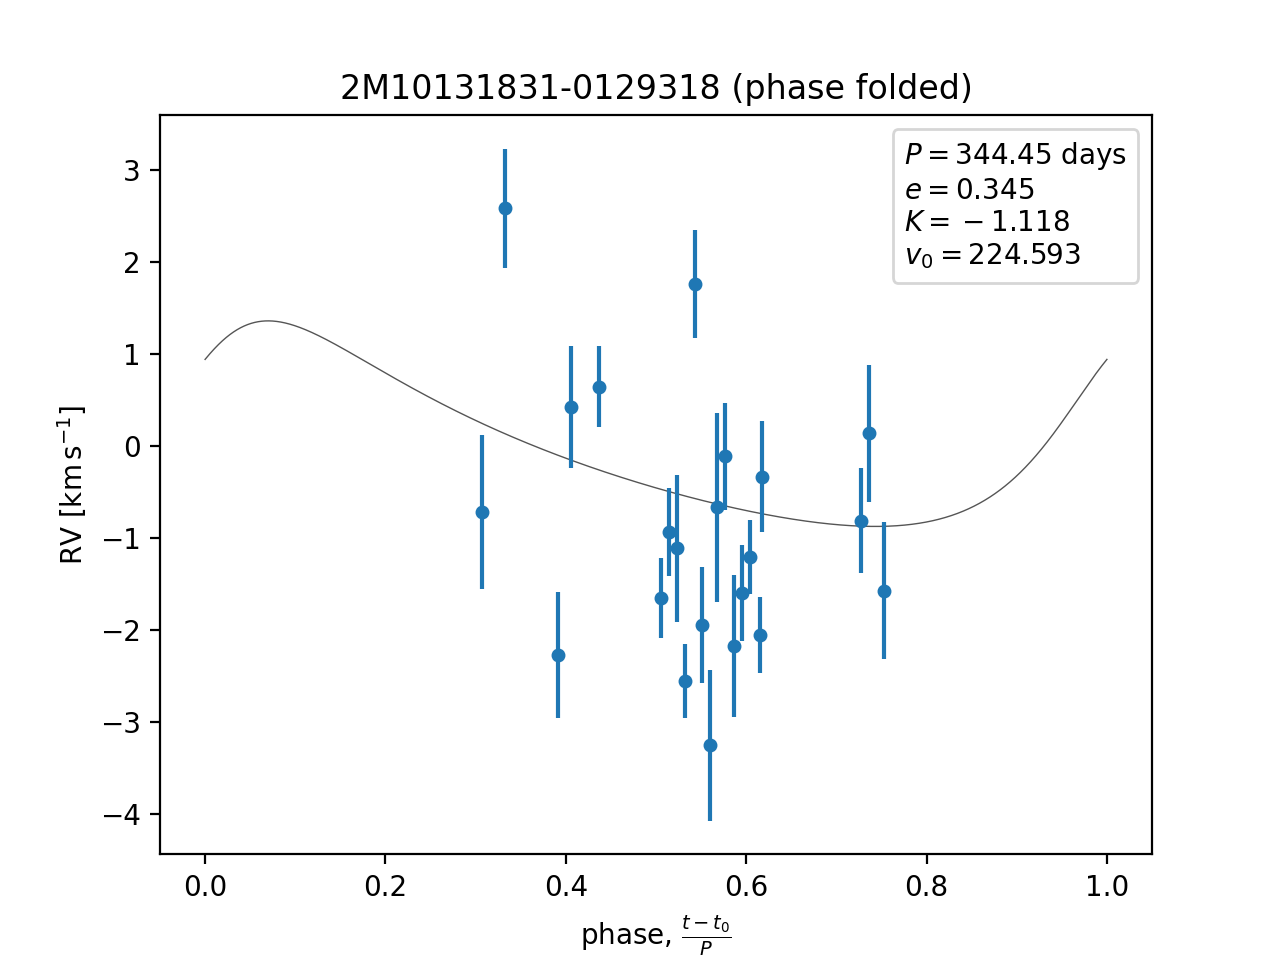 2M10131831-0129318 (phase folded)
P = 344.45 days
e = 0.345
K = −1.118
v₀ = 224.593
RV [km s⁻¹]
3
2
1
0
−1
−2
−3
−4
0.0 0.2 0.4 0.6 0.8 1.0
phase, (t − t₀)/P